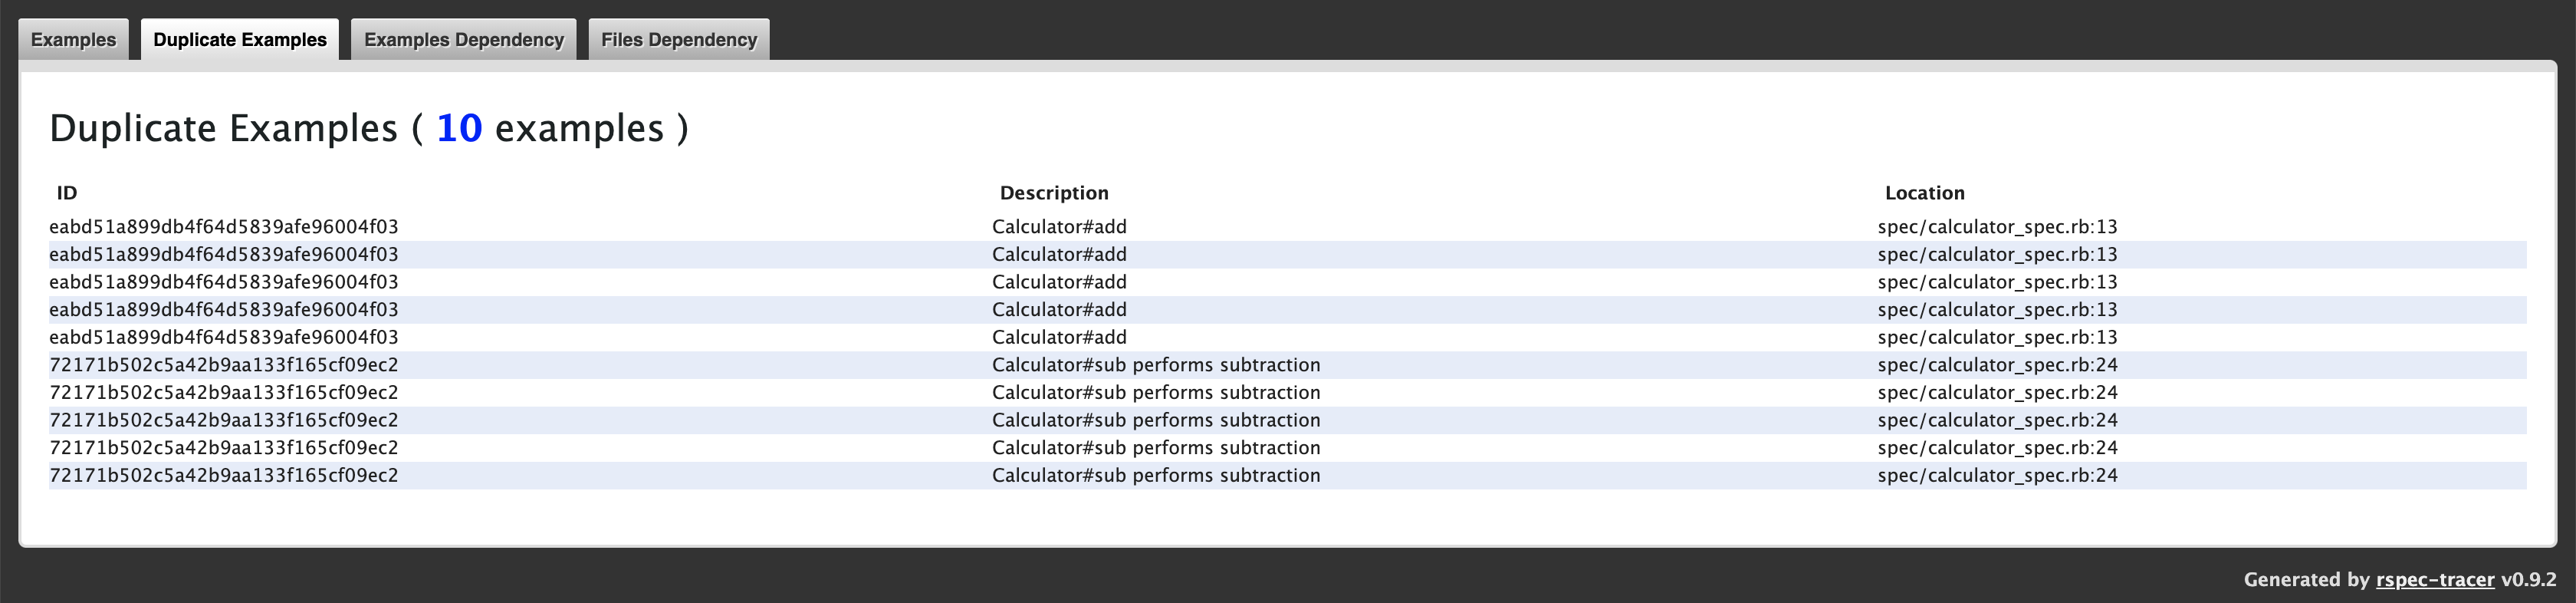 Examples Duplicate Examples Examples Dependency Files Dependency
Duplicate Examples ( 10 examples )
ID Description Location
eabd51a899db4f64d5839afe96004f03 Calculator#add spec/calculator_spec.rb:13
eabd51a899db4f64d5839afe96004f03 Calculator#add spec/calculator_spec.rb:13
eabd51a899db4f64d5839afe96004f03 Calculator#add spec/calculator_spec.rb:13
eabd51a899db4f64d5839afe96004f03 Calculator#add spec/calculator_spec.rb:13
eabd51a899db4f64d5839afe96004f03 Calculator#add spec/calculator_spec.rb:13
72171b502c5a42b9aa133f165cf09ec2 Calculator#sub performs subtraction spec/calculator_spec.rb:24
72171b502c5a42b9aa133f165cf09ec2 Calculator#sub performs subtraction spec/calculator_spec.rb:24
72171b502c5a42b9aa133f165cf09ec2 Calculator#sub performs subtraction spec/calculator_spec.rb:24
72171b502c5a42b9aa133f165cf09ec2 Calculator#sub performs subtraction spec/calculator_spec.rb:24
72171b502c5a42b9aa133f165cf09ec2 Calculator#sub performs subtraction spec/calculator_spec.rb:24
Generated by rspec-tracer v0.9.2